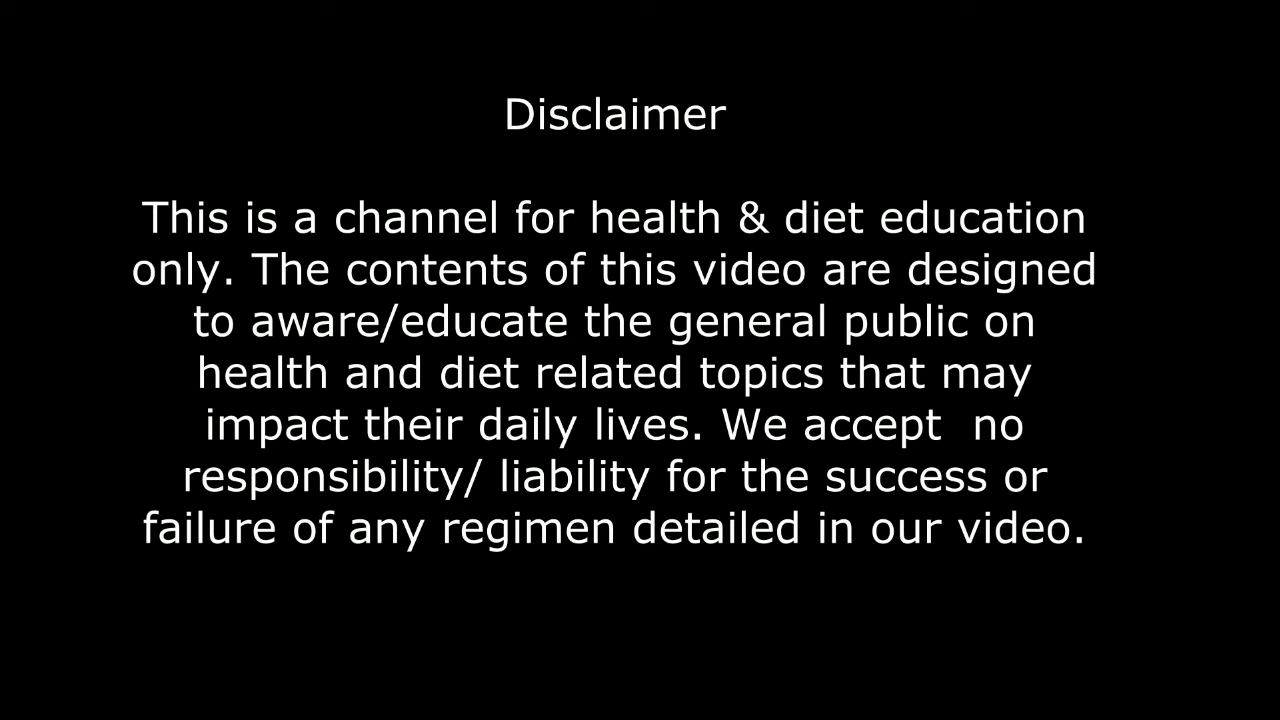 Disclaimer
This is a channel for health & diet education
only. The contents of this video are designed
to aware/educate the general public on
health and diet related topics that may
impact their daily lives. We accept  no
responsibility/ liability for the success or
failure of any regimen detailed in our video.